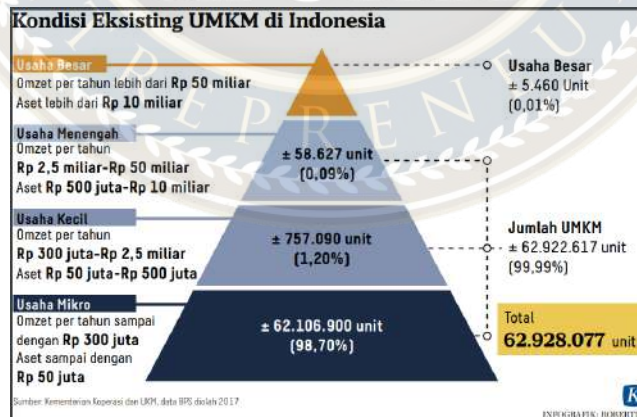 Kondisi Eksisting UMKM di Indonesia
Usaha Besar
Omzet per tahun lebih dari Rp 50 miliar
Aset lebih dari Rp 10 miliar
Usaha Besar
± 5.460 Unit
(0,01%)
Usaha Menengah
Omzet per tahun
Rp 2,5 miliar-Rp 50 miliar
Aset Rp 500 juta-Rp 10 miliar
± 58.627 unit
(0,09%)
Usaha Kecil
Omzet per tahun
Rp 300 juta-Rp 2,5 miliar
Aset Rp 50 juta-Rp 500 juta
± 757.090 unit
(1,20%)
Jumlah UMKM
± 62.922.617 unit
(99,99%)
Usaha Mikro
Omzet per tahun sampai
dengan Rp 300 juta
Aset sampai dengan
Rp 50 juta
± 62.106.900 unit
(98,70%)
Total
62.928.077 unit
Sumber: Kementerian Koperasi dan UKM, data BPS diolah 2017
K
INFOGRAFIK: ROBERT